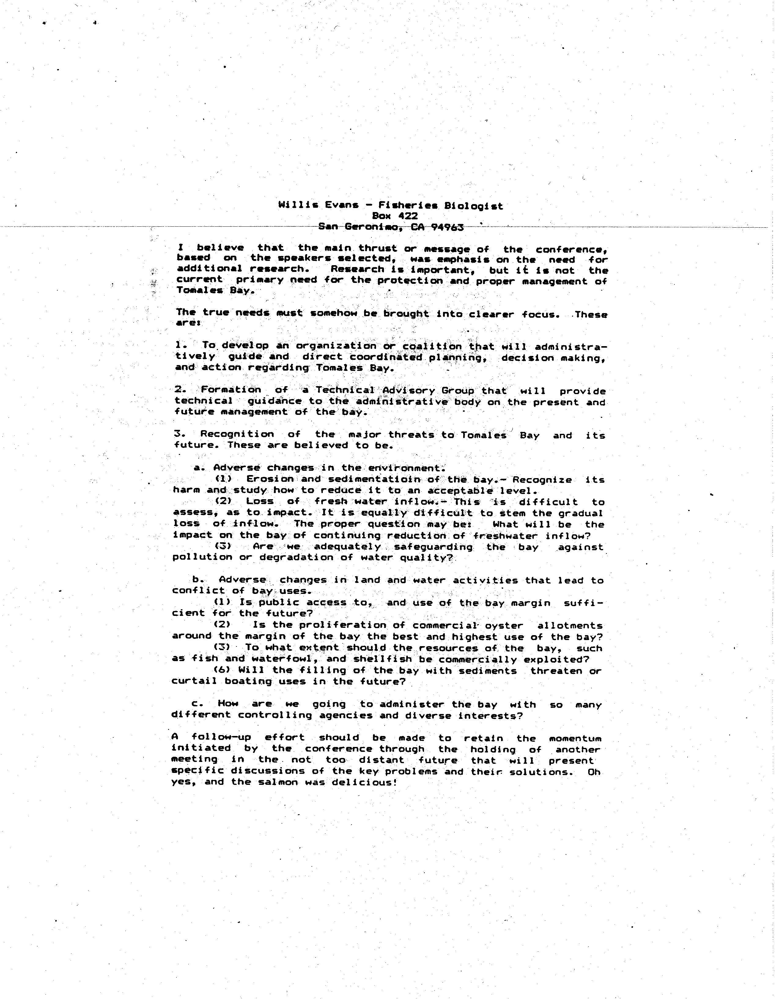 Willis Evans - Fisheries Biologist
Box 422
San Geronimo, CA 94963
I believe that the main thrust or message of the conference,
based on the speakers selected, was emphasis on the need for
additional research. Research is important, but it is not the
current primary need for the protection and proper management of
Tomales Bay.
The true needs must somehow be brought into clearer focus. These
are:
1. To develop an organization or coalition that will administra-
tively guide and direct coordinated planning, decision making,
and action regarding Tomales Bay.
2. Formation of a Technical Advisory Group that will provide
technical guidance to the administrative body on the present and
future management of the bay.
3. Recognition of the major threats to Tomales Bay and its
future. These are believed to be.
a. Adverse changes in the environment.
(1) Erosion and sedimentatioin of the bay.- Recognize its
harm and study how to reduce it to an acceptable level.
(2) Loss of fresh water inflow.- This is difficult to
assess, as to impact. It is equally difficult to stem the gradual
loss of inflow. The proper question may be: What will be the
impact on the bay of continuing reduction of freshwater inflow?
(3) Are we adequately safeguarding the bay against
pollution or degradation of water quality?
b. Adverse changes in land and water activities that lead to
conflict of bay uses.
(1) Is public access to, and use of the bay margin suffi-
cient for the future?
(2) Is the proliferation of commercial oyster allotments
around the margin of the bay the best and highest use of the bay?
(3) To what extent should the resources of the bay, such
as fish and waterfowl, and shellfish be commercially exploited?
(6) Will the filling of the bay with sediments threaten or
curtail boating uses in the future?
c. How are we going to administer the bay with so many
different controlling agencies and diverse interests?
A follow-up effort should be made to retain the momentum
initiated by the conference through the holding of another
meeting in the not too distant future that will present
specific discussions of the key problems and their solutions. Oh
yes, and the salmon was delicious!